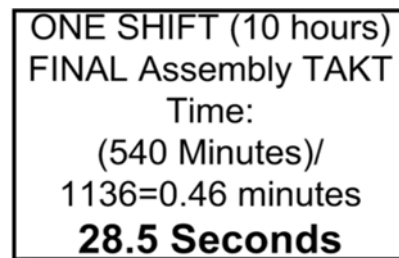 ONE SHIFT (10 hours)
FINAL Assembly TAKT
Time:
(540 Minutes)/
1136=0.46 minutes
28.5 Seconds